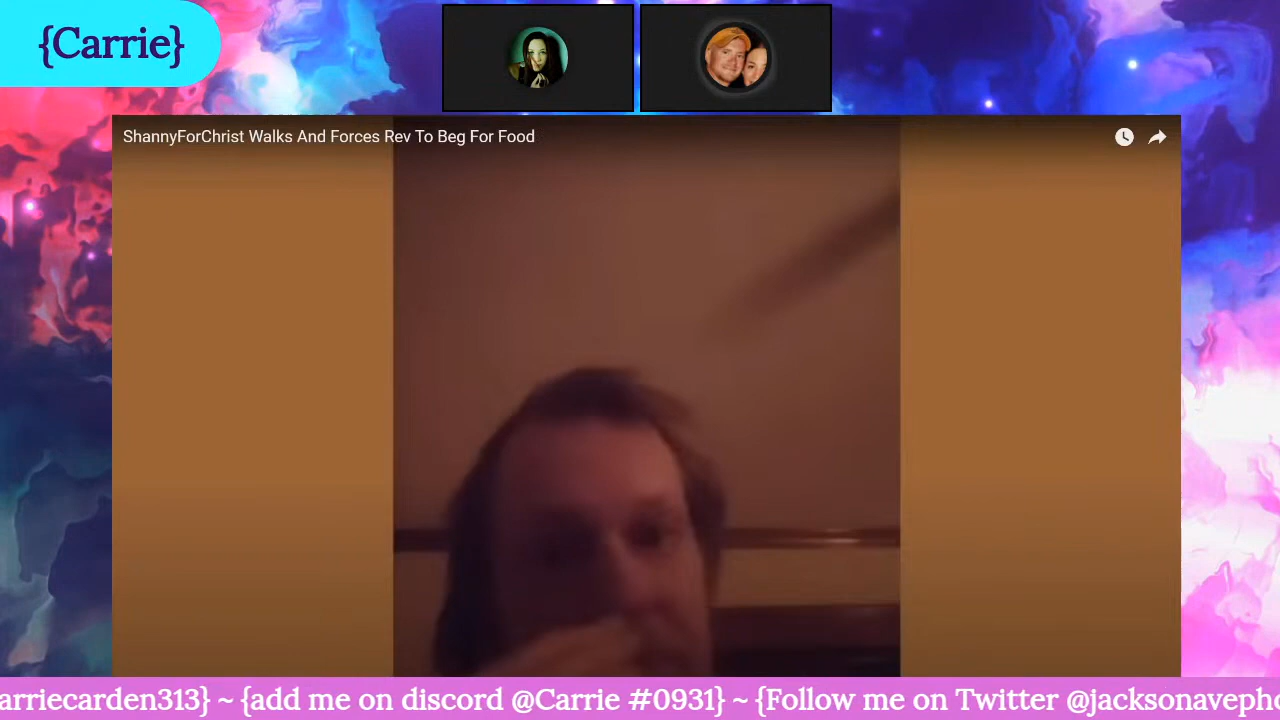 {Carrie}
ShannyForChrist Walks And Forces Rev To Beg For Food
arriecarden313} ~ {add me on discord @Carrie #0931} ~ {Follow me on Twitter @jacksonavepho